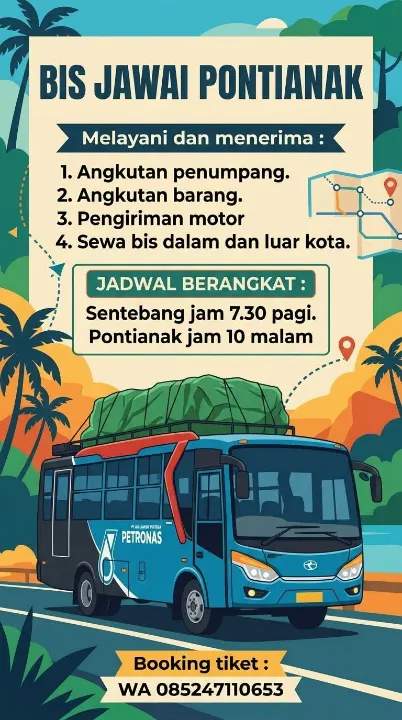 BIS JAWAI PONTIANAK
Melayani dan menerima :
1. Angkutan penumpang.
2. Angkutan barang.
3. Pengiriman motor
4. Sewa bis dalam dan luar kota.
JADWAL BERANGKAT :
Sentebang jam 7.30 pagi.
Pontianak jam 10 malam
PETRONAS
Booking tiket :
WA 085247110653